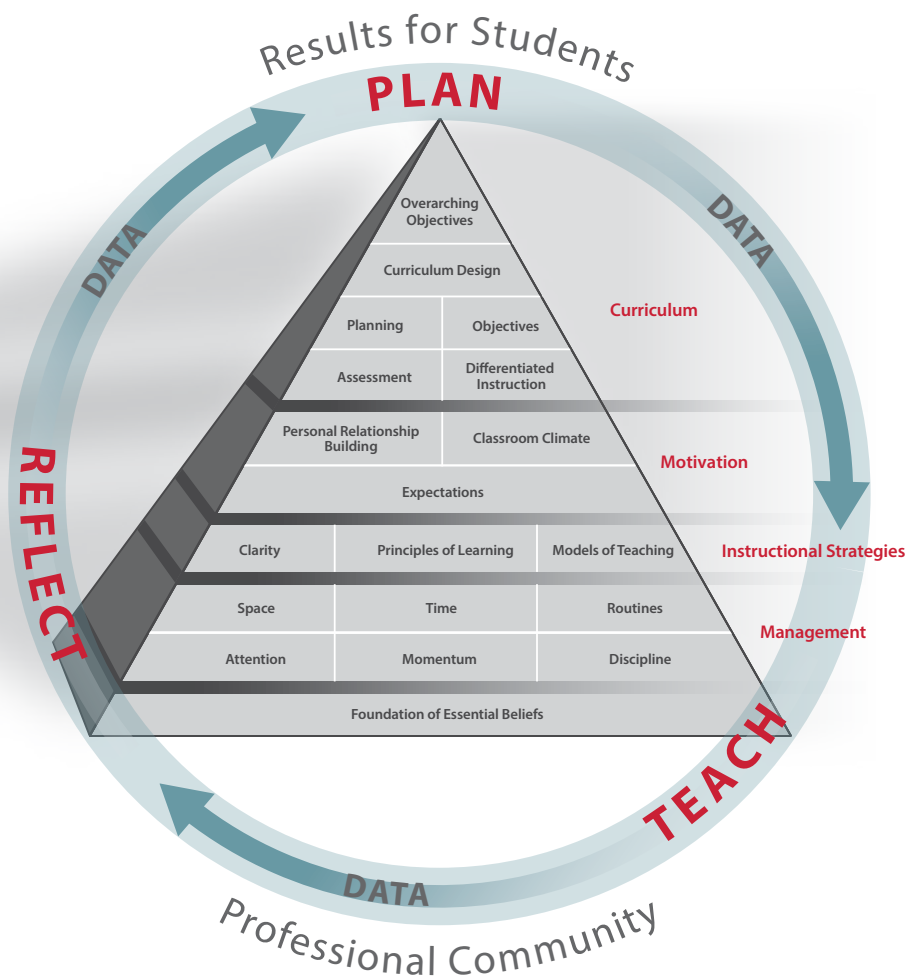 Results for Students
PLAN
DATA
DATA
Overarching
Objectives
Curriculum Design
Planning
Objectives
Curriculum
Assessment
Differentiated
Instruction
Personal Relationship
Building
Classroom Climate
Motivation
Expectations
REFLECT
Clarity
Principles of Learning
Models of Teaching
Instructional Strategies
Space
Time
Routines
Management
Attention
Momentum
Discipline
Foundation of Essential Beliefs
TEACH
DATA
Professional Community